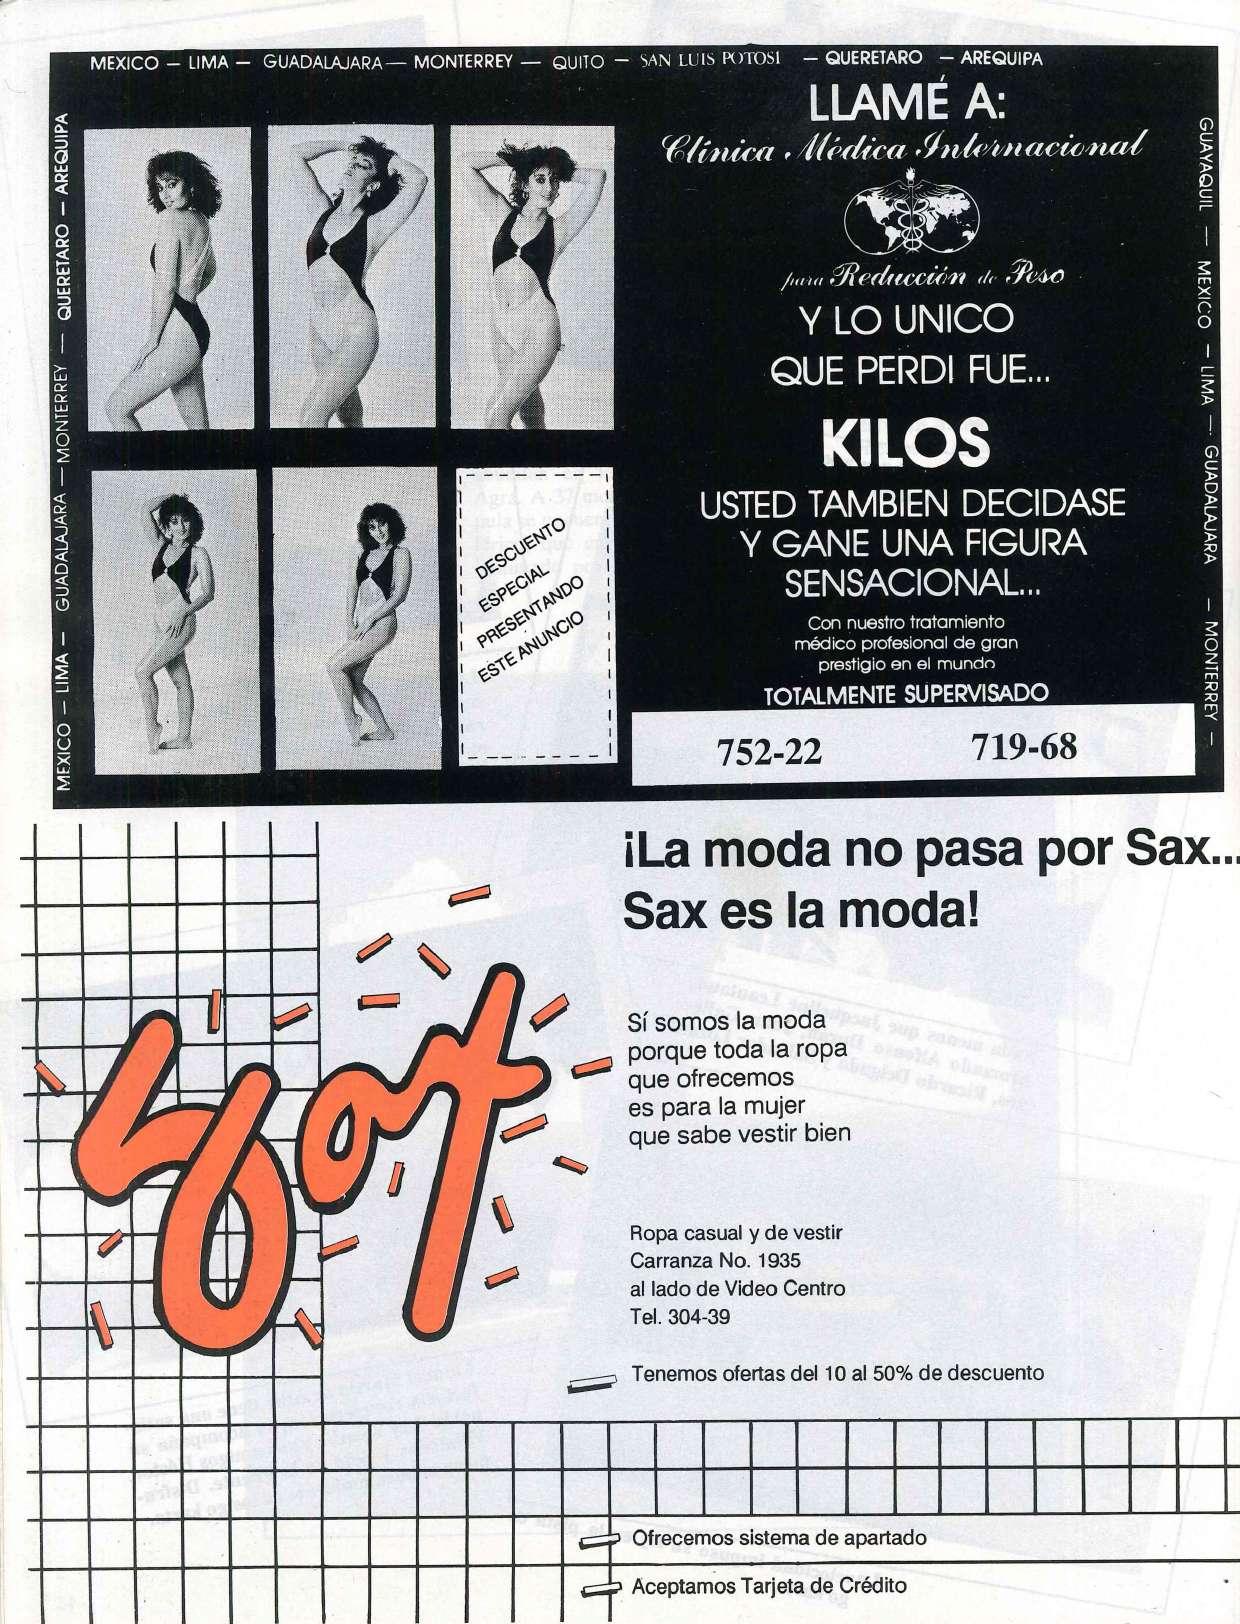 MEXICO — LIMA — GUADALAJARA — MONTERREY — QUITO — SAN LUIS POTOSI — QUERETARO — AREQUIPA
MEXICO — LIMA — GUADALAJARA — MONTERREY — QUERETARO — AREQUIPA
GUAYAQUIL — MEXICO — LIMA — GUADALAJARA — MONTERREY —
LLAMÉ A:
Clínica Médica Internacional
para Reducción de Peso
Y LO UNICO
QUE PERDI FUE...
KILOS
USTED TAMBIEN DECIDASE
Y GANE UNA FIGURA
SENSACIONAL...
Con nuestro tratamiento
médico profesional de gran
prestigio en el mundo
TOTALMENTE SUPERVISADO
752-22 719-68
DESCUENTO
ESPECIAL
PRESENTANDO
ESTE ANUNCIO
¡La moda no pasa por Sax...
Sax es la moda!
Sax
Sí somos la moda
porque toda la ropa
que ofrecemos
es para la mujer
que sabe vestir bien
Ropa casual y de vestir
Carranza No. 1935
al lado de Video Centro
Tel. 304-39
Tenemos ofertas del 10 al 50% de descuento
Ofrecemos sistema de apartado
Aceptamos Tarjeta de Crédito